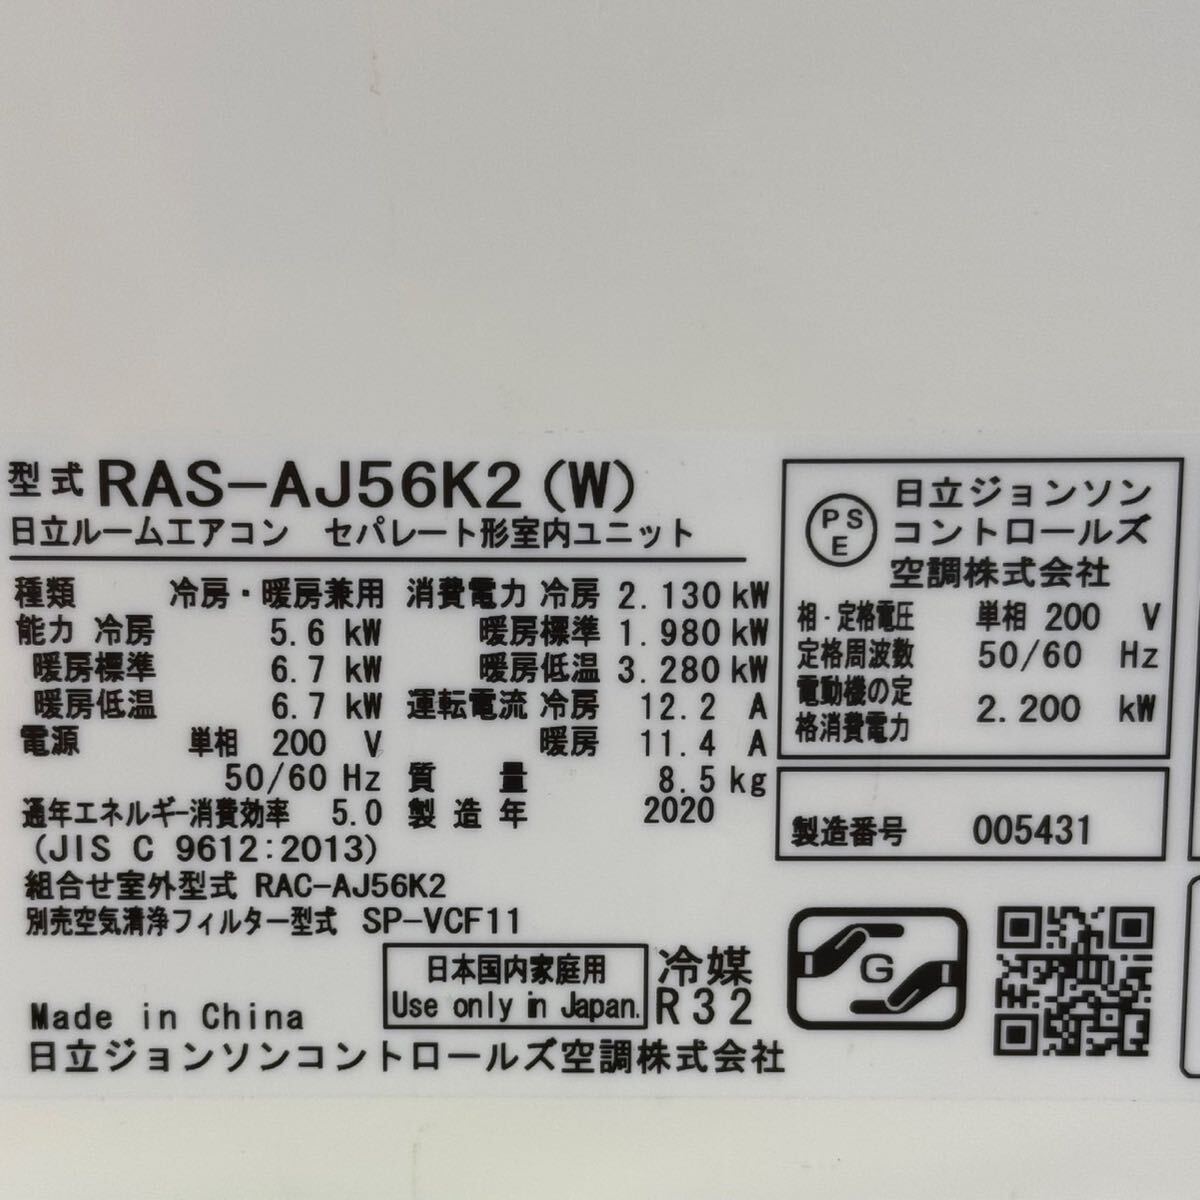 型式 RAS-AJ56K2(W)
日立ルームエアコン セパレート形室内ユニット
種類 冷房・暖房兼用
能力 冷房 5.6 kW
暖房標準 6.7 kW
暖房低温 6.7 kW
電源 単相 200 V
50/60 Hz
通年エネルギー消費効率 5.0
(JIS C 9612:2013)
消費電力 冷房 2.130 kW
暖房標準 1.980 kW
暖房低温 3.280 kW
運転電流 冷房 12.2 A
暖房 11.4 A
質量 8.5 kg
製造年 2020
組合せ室外型式 RAC-AJ56K2
別売空気清浄フィルター型式 SP-VCF11
日本国内家庭用
Use only in Japan.
冷媒
R32
Made in China
日立ジョンソンコントロールズ空調株式会社
PS
E
日立ジョンソン
コントロールズ
空調株式会社
相・定格電圧 単相 200 V
定格周波数 50/60 Hz
電動機の定
格消費電力 2.200 kW
製造番号 005431
G